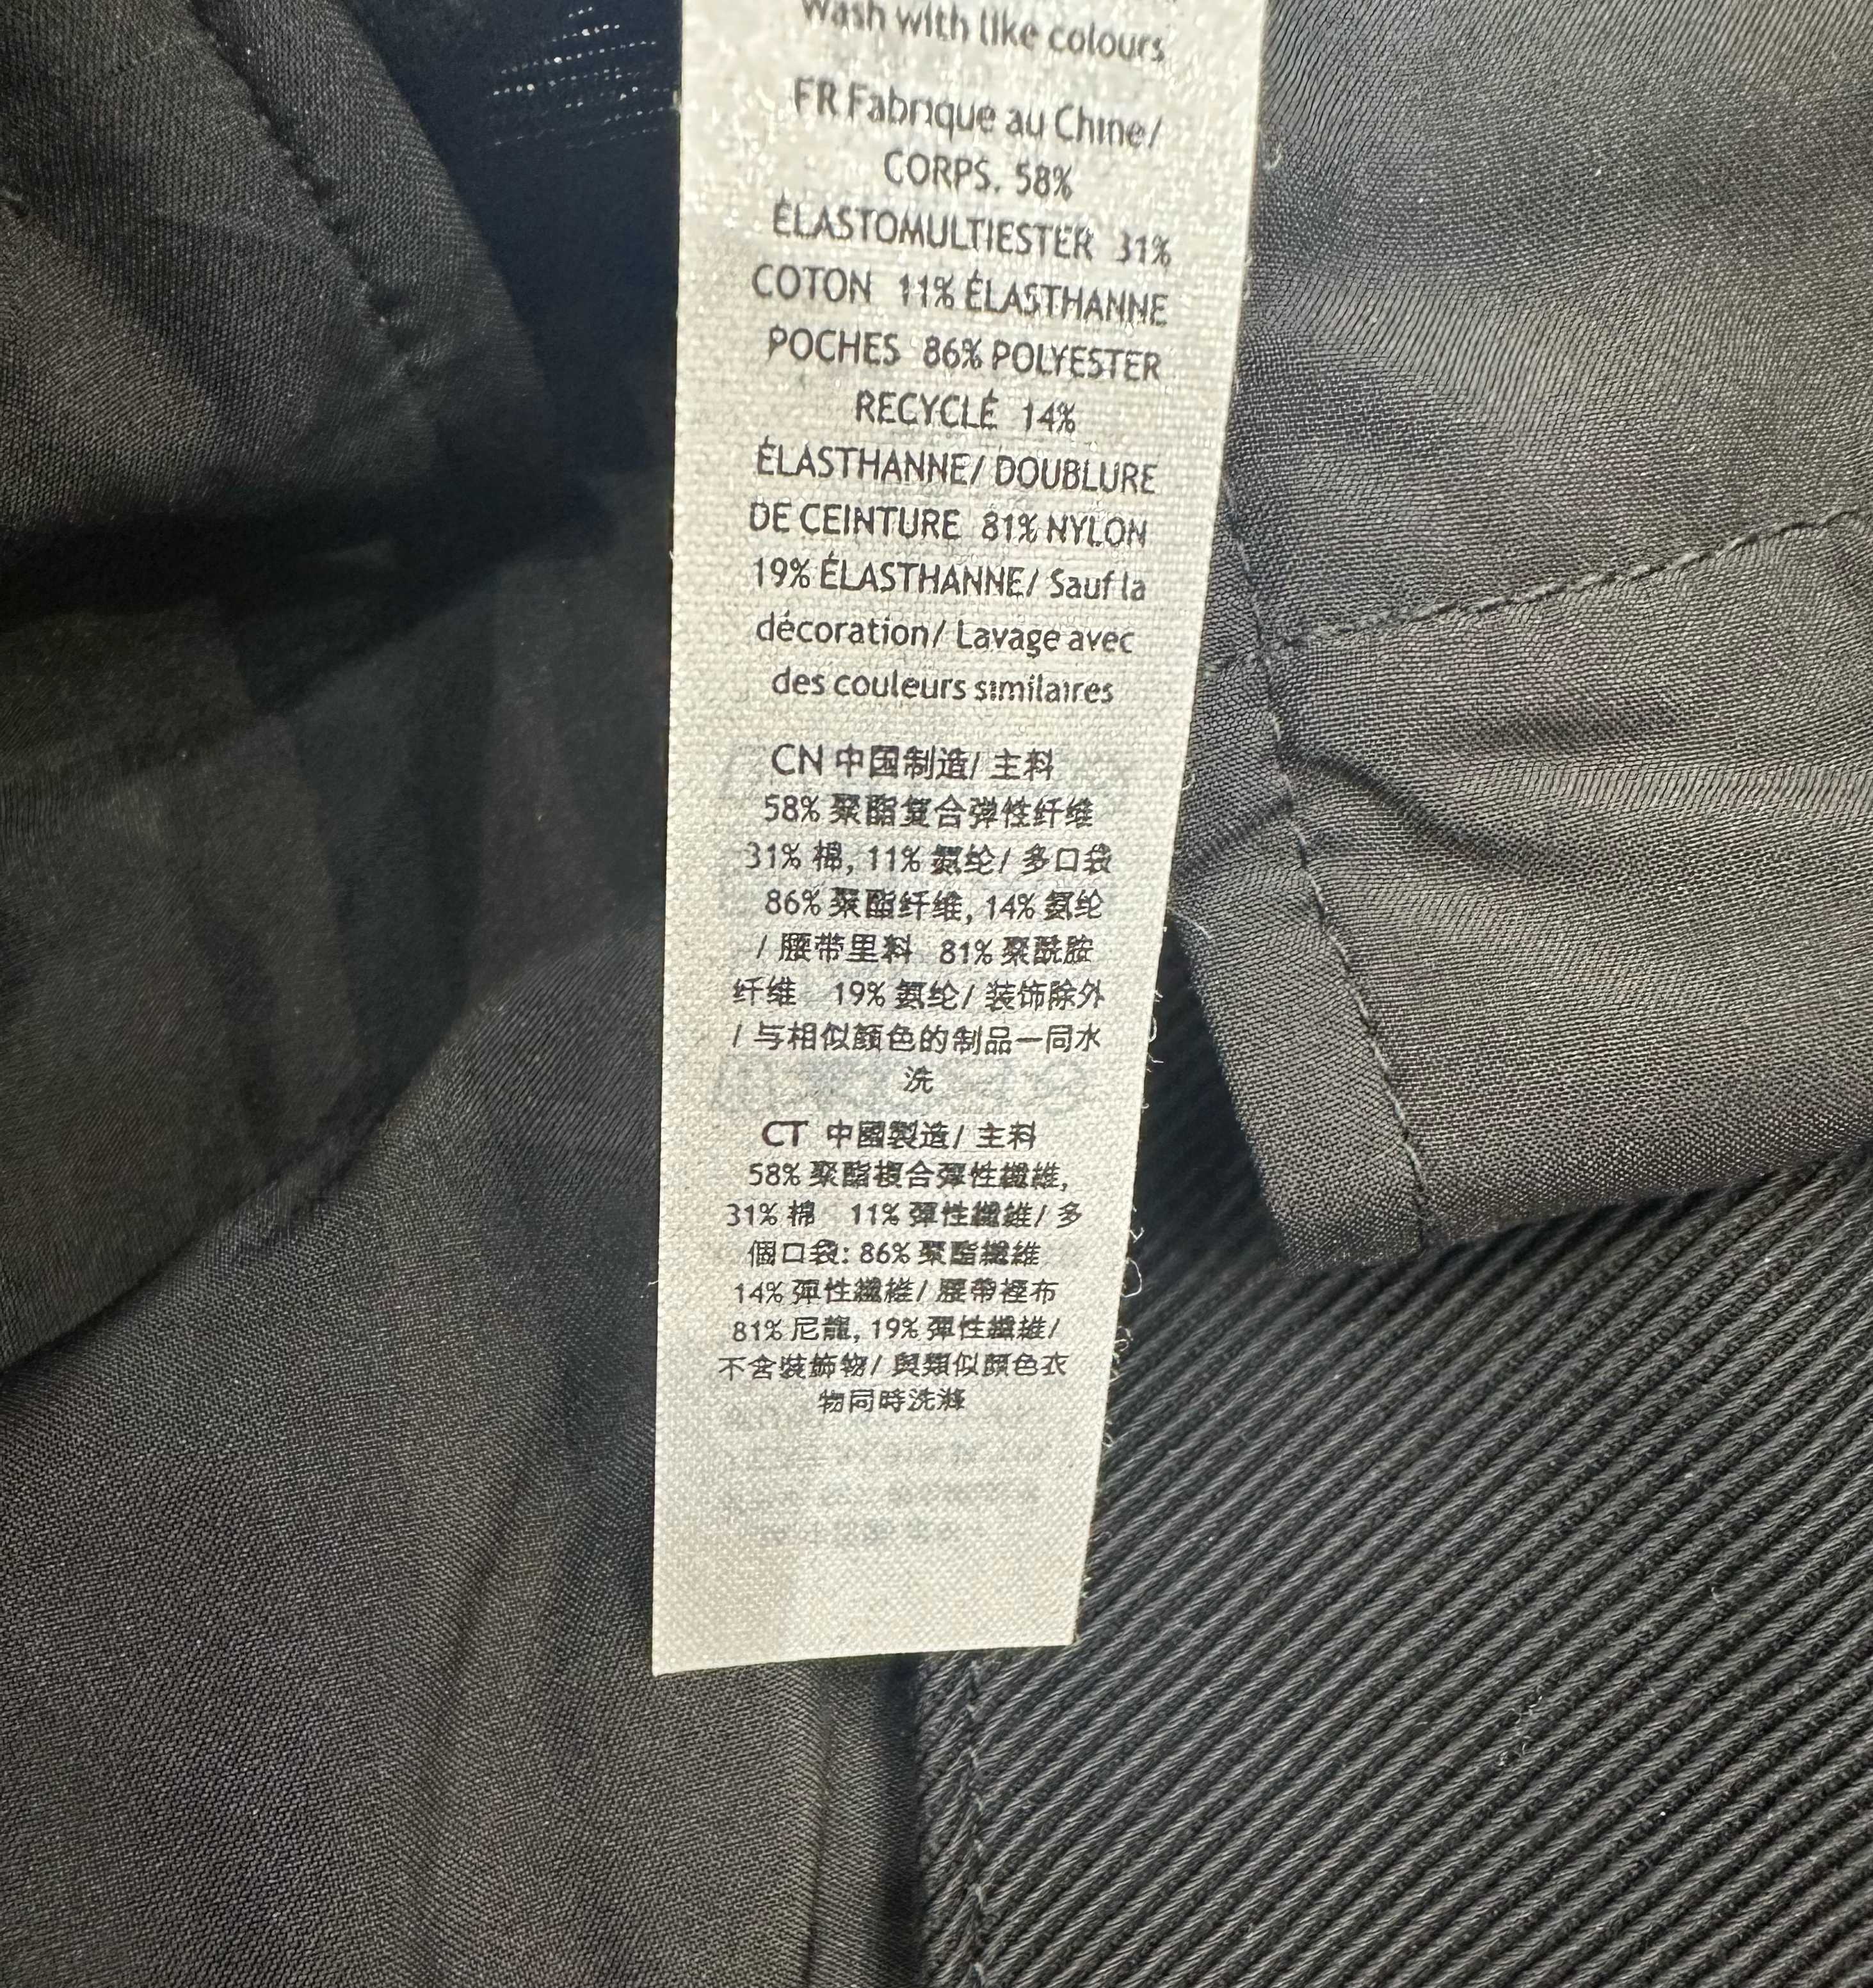 Wash with like colours
FR Fabriqué au Chine/
CORPS. 58%
ÉLASTOMULTIESTER 31%
COTON 11% ÉLASTHANNE
POCHES 86% POLYESTER
RECYCLÉ 14%
ÉLASTHANNE/ DOUBLURE
DE CEINTURE 81% NYLON
19% ÉLASTHANNE/ Sauf la
décoration/ Lavage avec
des couleurs similaires
CN 中国制造/ 主料
58% 聚酯复合弹性纤维
31% 棉, 11% 氨纶/ 多口袋
86% 聚酯纤维, 14% 氨纶
/ 腰带里料 81% 聚酰胺
纤维 19% 氨纶/ 装饰除外
/ 与相似颜色的制品一同水
洗
CT 中國製造/ 主料
58% 聚酯複合彈性纖維,
31% 棉 11% 彈性纖維/ 多
個口袋: 86% 聚酯纖維
14% 彈性纖維/ 腰帶裡布
81% 尼龍, 19% 彈性纖維/
不含裝飾物/ 與類似顏色衣
物同時洗滌